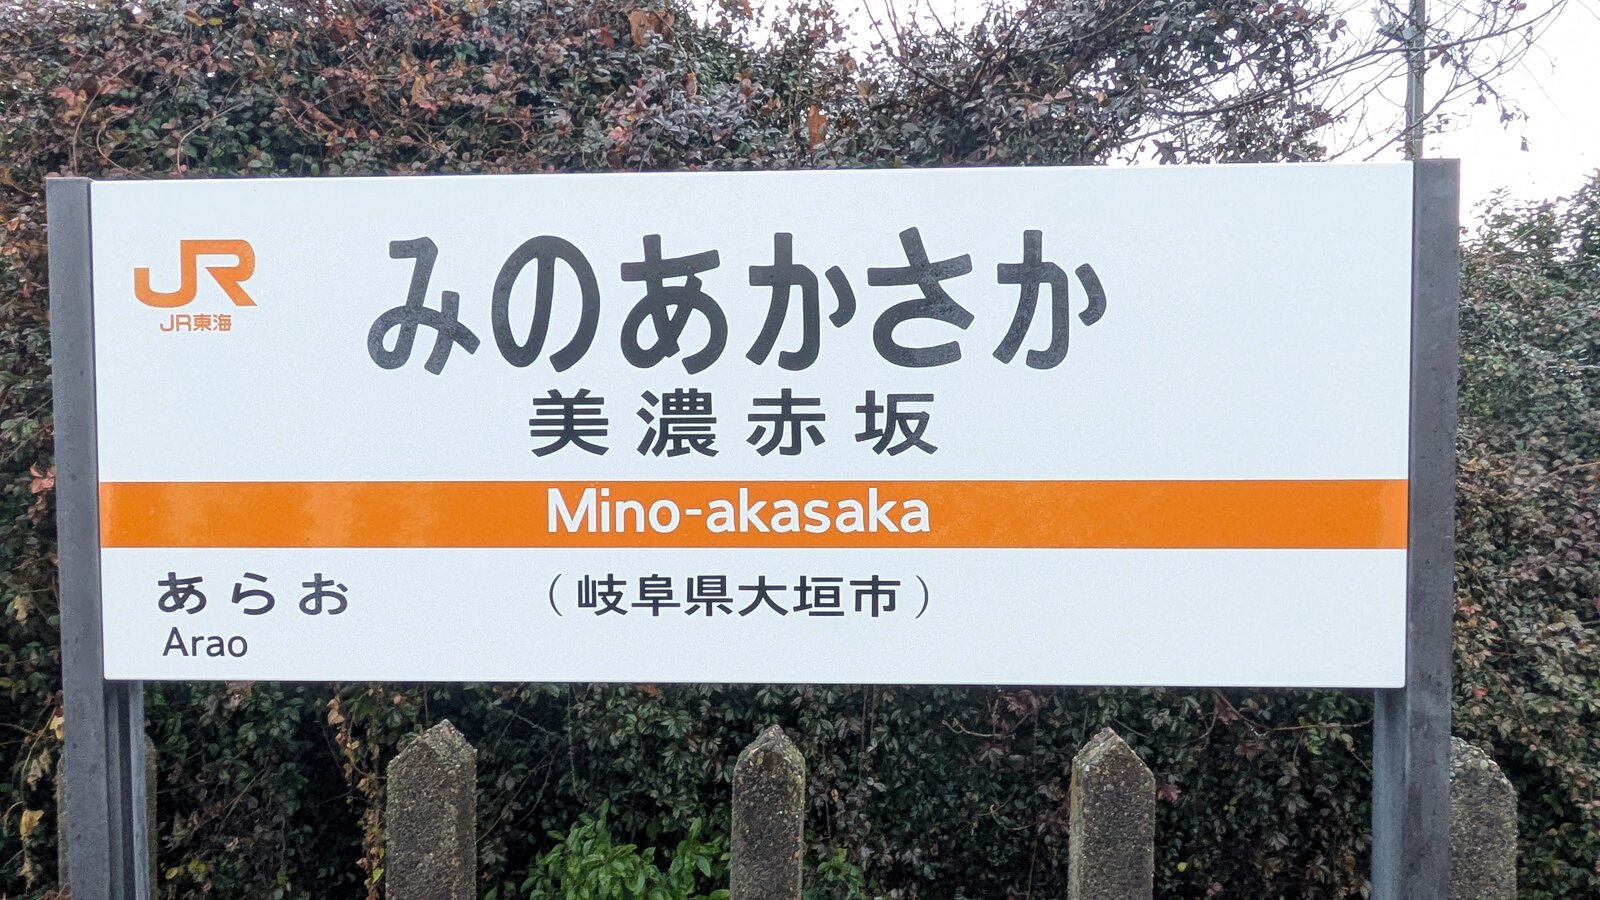 JR
JR東海
みのあかさか
美濃赤坂
Mino-akasaka
あらお
Arao
（岐阜県大垣市）